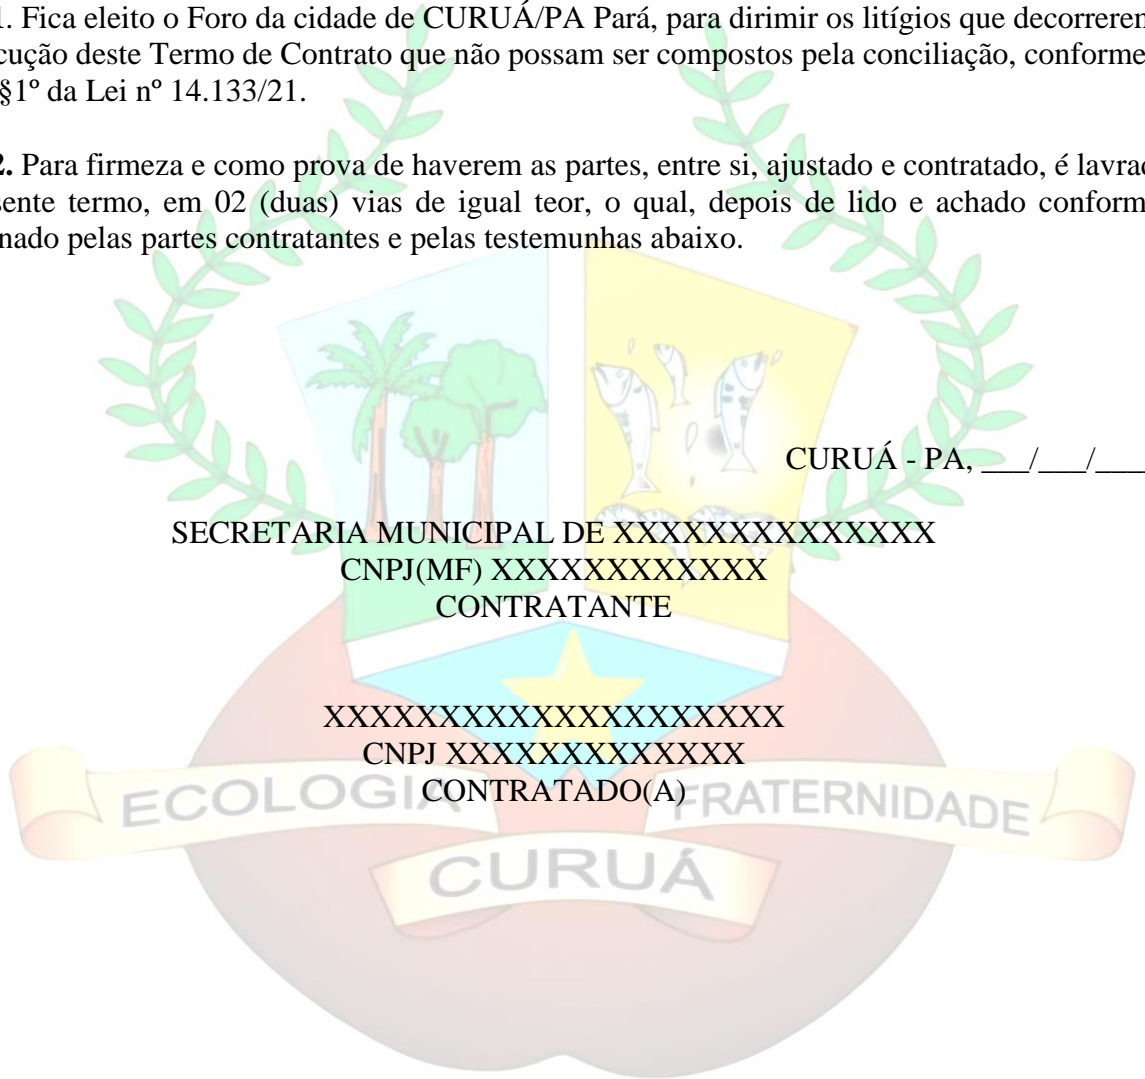 1. Fica eleito o Foro da cidade de CURUÁ/PA Pará, para dirimir os litígios que decorrerem
cução deste Termo de Contrato que não possam ser compostos pela conciliação, conforme
§1º da Lei nº 14.133/21.
2. Para firmeza e como prova de haverem as partes, entre si, ajustado e contratado, é lavrad
sente termo, em 02 (duas) vias de igual teor, o qual, depois de lido e achado conform
nado pelas partes contratantes e pelas testemunhas abaixo.
CURUÁ - PA, ___/___/___
SECRETARIA MUNICIPAL DE XXXXXXXXXXXXXX
CNPJ(MF) XXXXXXXXXXXX
CONTRATANTE
XXXXXXXXXXXXXXXXXXXX
CNPJ XXXXXXXXXXXXX
CONTRATADO(A)
ECOLOGIA FRATERNIDADE
CURUÁ